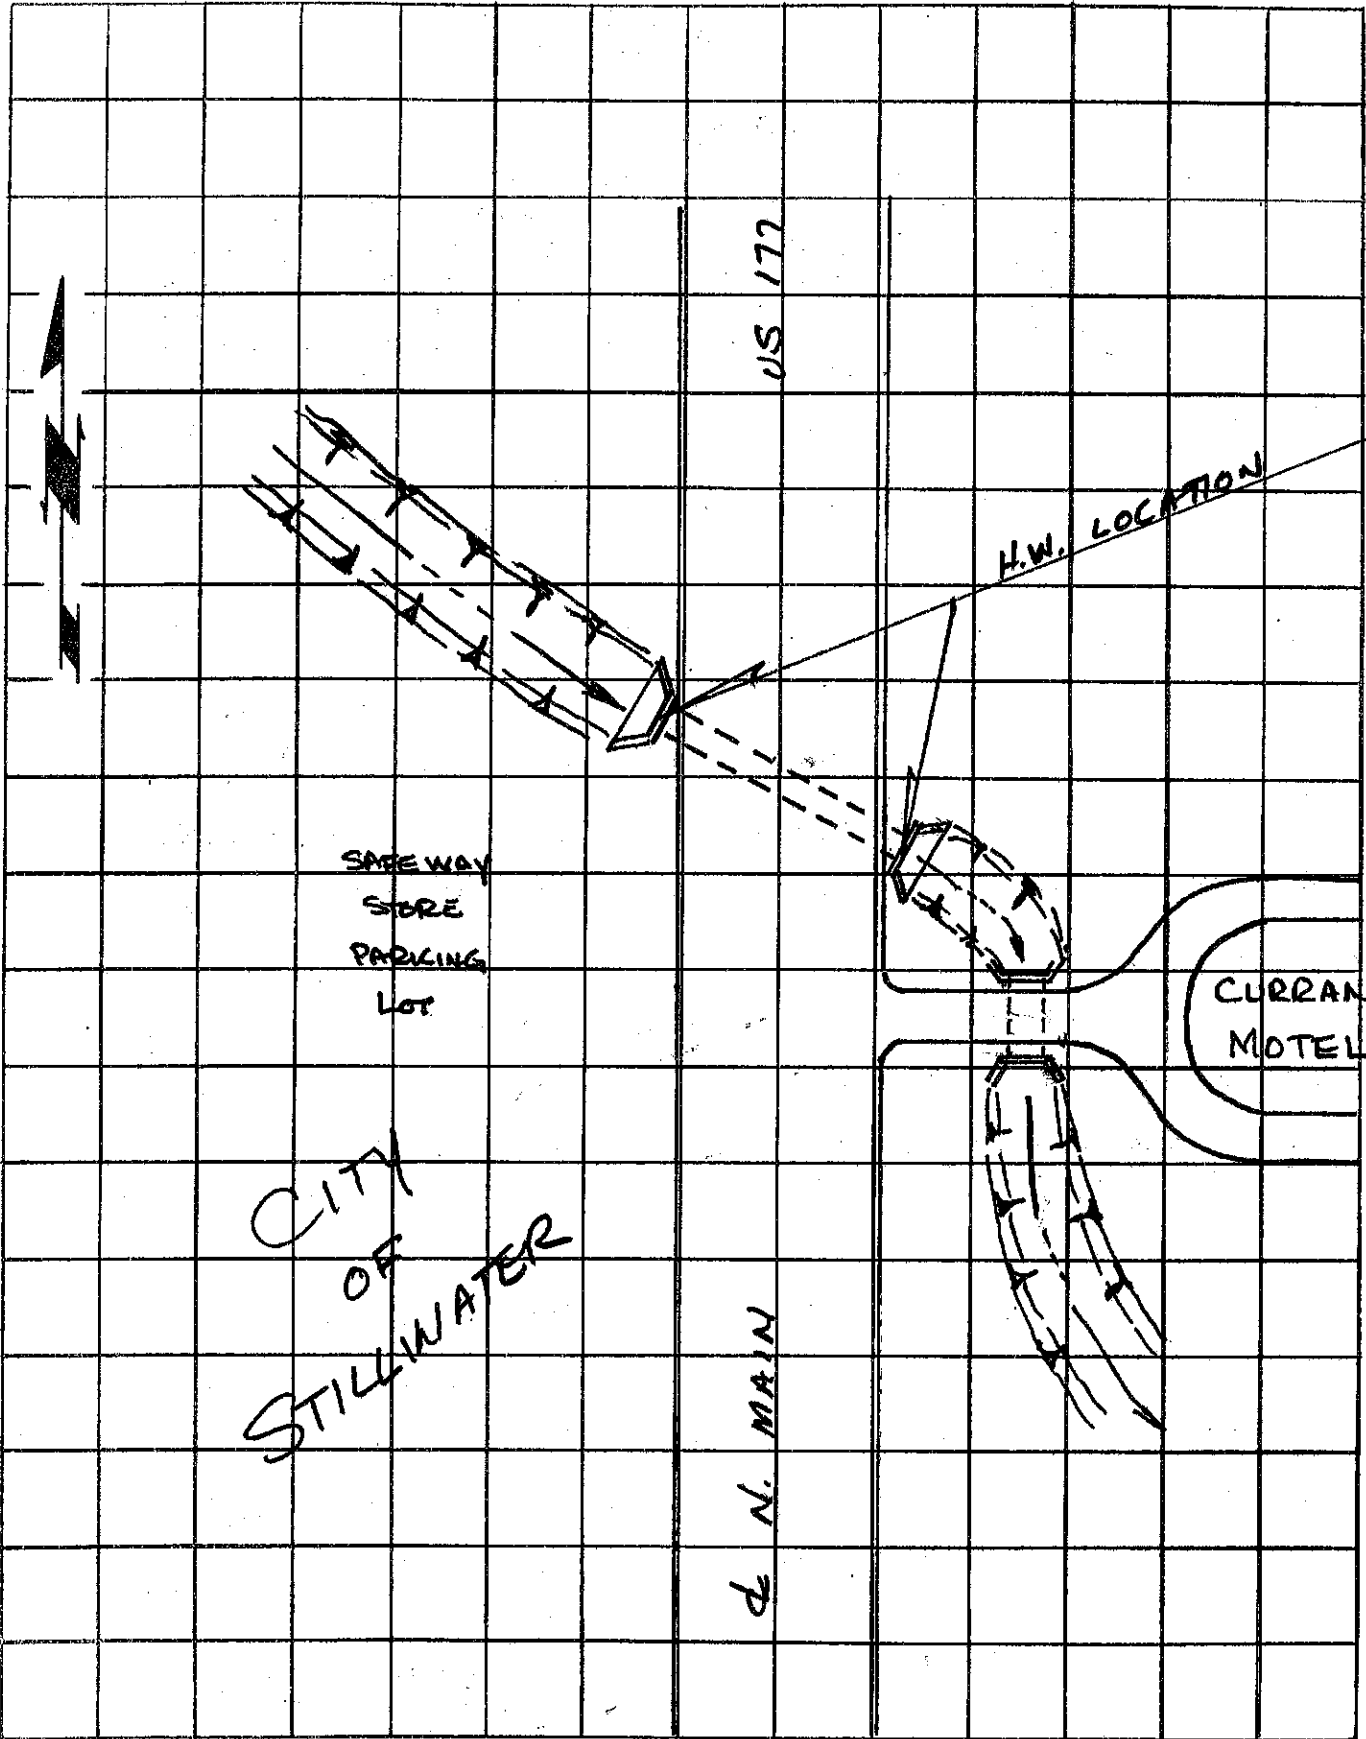 US 177
N
H.W. LOCATION
SAFEWAY
STORE
PARKING
LOT
CURRAN
MOTEL
CITY
OF
STILLWATER
& N. MAIN